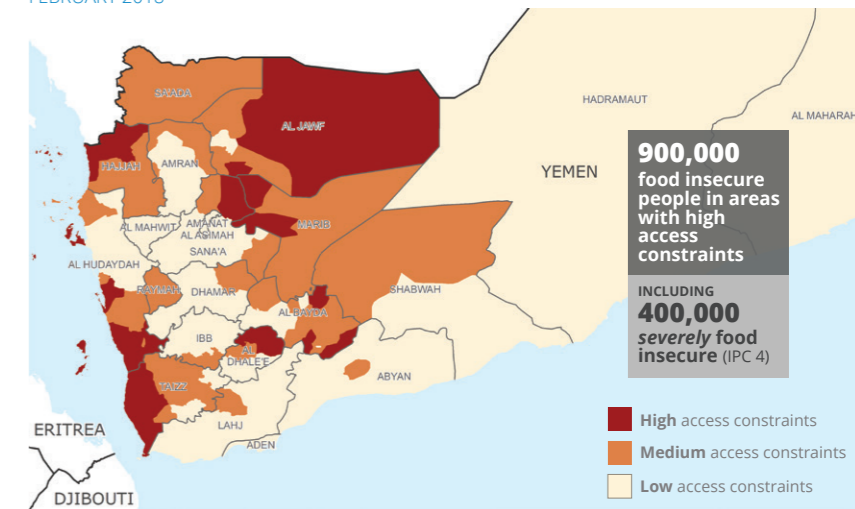 FEBRUARY 2018
SA'ADA
HADRAMAUT
AL MAHARAH
AL JAWF
HAJJAH
AMRAN
YEMEN
MARIB
AL MAHWIT
AMANAT
AL ASIMAH
SANA'A
AL HUDAYDAH
RAYMAH
DHAMAR
SHABWAH
AL BAYDA
IBB
AL
DHALE'E
ABYAN
TAIZZ
LAHJ
ADEN
ERITREA
DJIBOUTI
900,000
food insecure
people in areas
with high
access
constraints
INCLUDING
400,000
severely food
insecure (IPC 4)
High access constraints
Medium access constraints
Low access constraints